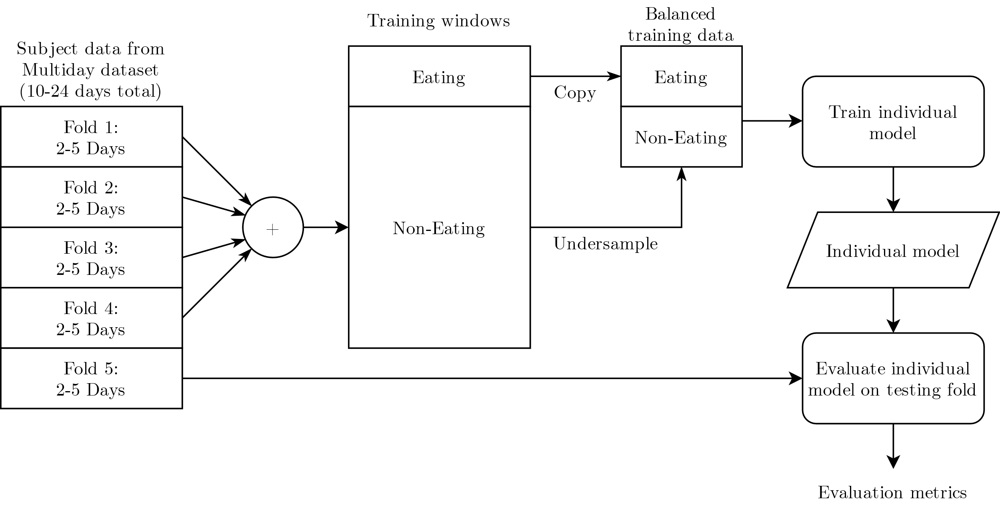 Subject data from
Multiday dataset
(10-24 days total)
Fold 1:
2-5 Days
Fold 2:
2-5 Days
Fold 3:
2-5 Days
Fold 4:
2-5 Days
Fold 5:
2-5 Days
+
Training windows
Eating
Non-Eating
Copy
Undersample
Balanced
training data
Eating
Non-Eating
Train individual
model
Individual model
Evaluate individual
model on testing fold
Evaluation metrics